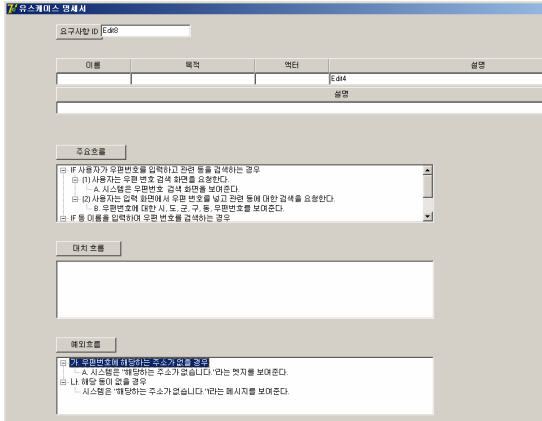 유스케이스 명세서
요구사항 ID Edit8
이름 목적 액터 설명
Edit4
설명
주요흐름
IF 사용자가 우편번호를 입력하고 관련 동을 검색하는 경우
(1) 사용자는 우편 번호 검색 화면을 요청한다.
A. 시스템은 우편번호 검색 화면을 보여준다.
(2) 사용자는 입력 화면에서 우편 번호를 넣고 관련 동에 대한 검색을 요청한다.
B. 우편번호에 대한 시, 도, 군, 구, 동, 우편번호를 보여준다.
IF 동 이름을 입력하여 우편 번호를 검색하는 경우
대치 흐름
예외흐름
가. 우편번호에 해당하는 주소가 없을 경우
A. 시스템은 "해당하는 주소가 없습니다."라는 멧지를 보여준다.
나. 해당 동이 없을 경우
시스템은 "해당하는 주소가 없습니다."라는 메시지를 보여준다.